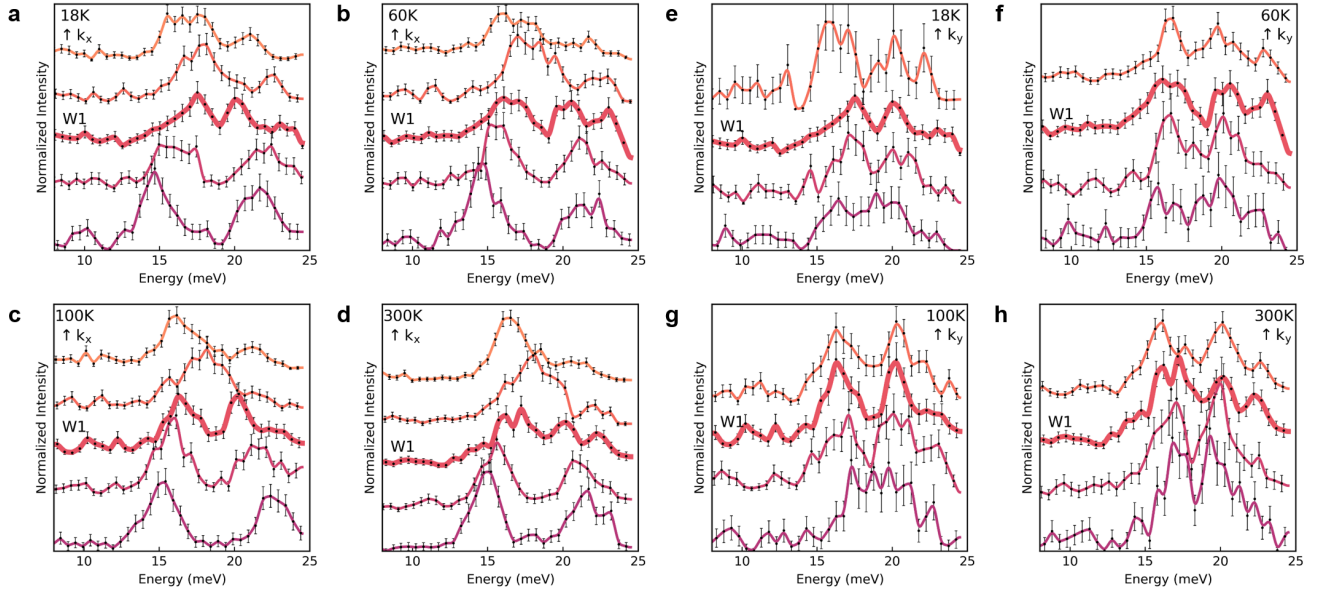 a
18K
↑ kx
W1
Normalized Intensity
10 15 20 25
Energy (meV)
b
60K
↑ kx
W1
Normalized Intensity
10 15 20 25
Energy (meV)
e
18K
↑ ky
W1
Normalized Intensity
10 15 20 25
Energy (meV)
f
60K
↑ ky
W1
Normalized Intensity
10 15 20 25
Energy (meV)
c
100K
↑ kx
W1
Normalized Intensity
10 15 20 25
Energy (meV)
d
300K
↑ kx
W1
Normalized Intensity
10 15 20 25
Energy (meV)
g
100K
↑ ky
W1
Normalized Intensity
10 15 20 25
Energy (meV)
h
300K
↑ ky
W1
Normalized Intensity
10 15 20 25
Energy (meV)